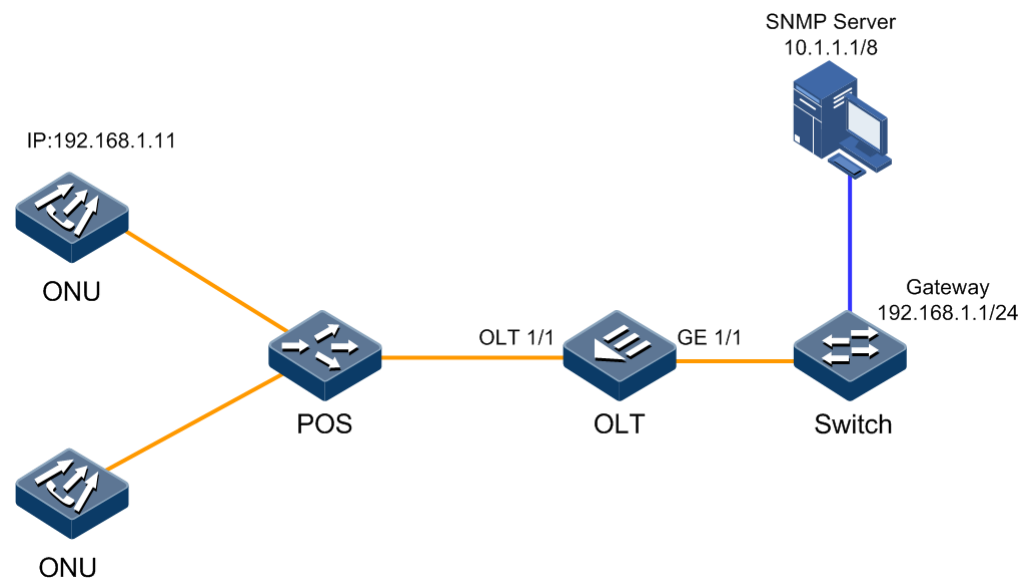 SNMP Server
10.1.1.1/8
IP:192.168.1.11
ONU
Gateway
192.168.1.1/24
OLT 1/1
GE 1/1
POS
OLT
Switch
ONU